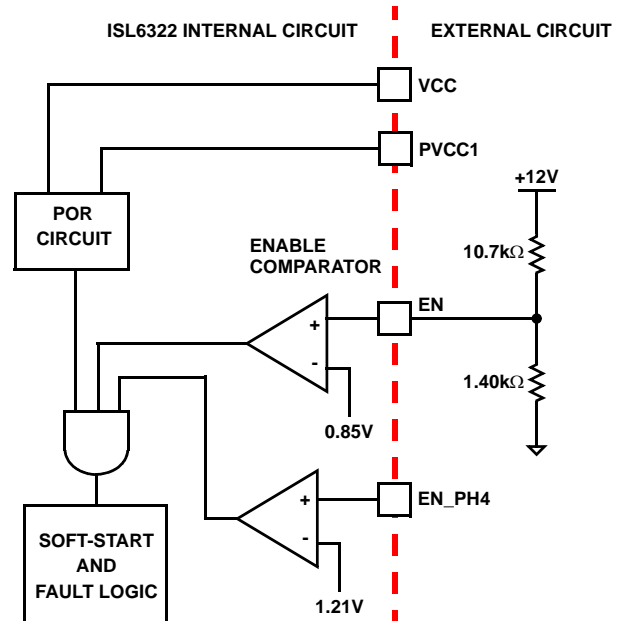 ISL6322 INTERNAL CIRCUIT
EXTERNAL CIRCUIT
VCC
PVCC1
+12V
POR
CIRCUIT
10.7kΩ
ENABLE
COMPARATOR
EN
+
-
1.40kΩ
0.85V
EN_PH4
+
-
SOFT-START
AND
FAULT LOGIC
1.21V